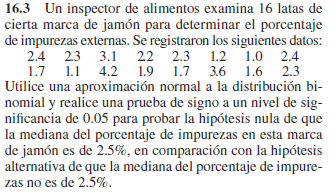 16.3 Un inspector de alimentos examina 16 latas de
cierta marca de jamón para determinar el porcentaje
de impurezas externas. Se registraron los siguientes datos:
2.4 2.3 3.1 2.2 2.3 1.2 1.0 2.4
1.7 1.1 4.2 1.9 1.7 3.6 1.6 2.3
Utilice una aproximación normal a la distribución bi-
nomial y realice una prueba de signo a un nivel de sig-
nificancia de 0.05 para probar la hipótesis nula de que
la mediana del porcentaje de impurezas en esta marca
de jamón es de 2.5%, en comparación con la hipótesis
alternativa de que la mediana del porcentaje de impure-
zas no es de 2.5%.